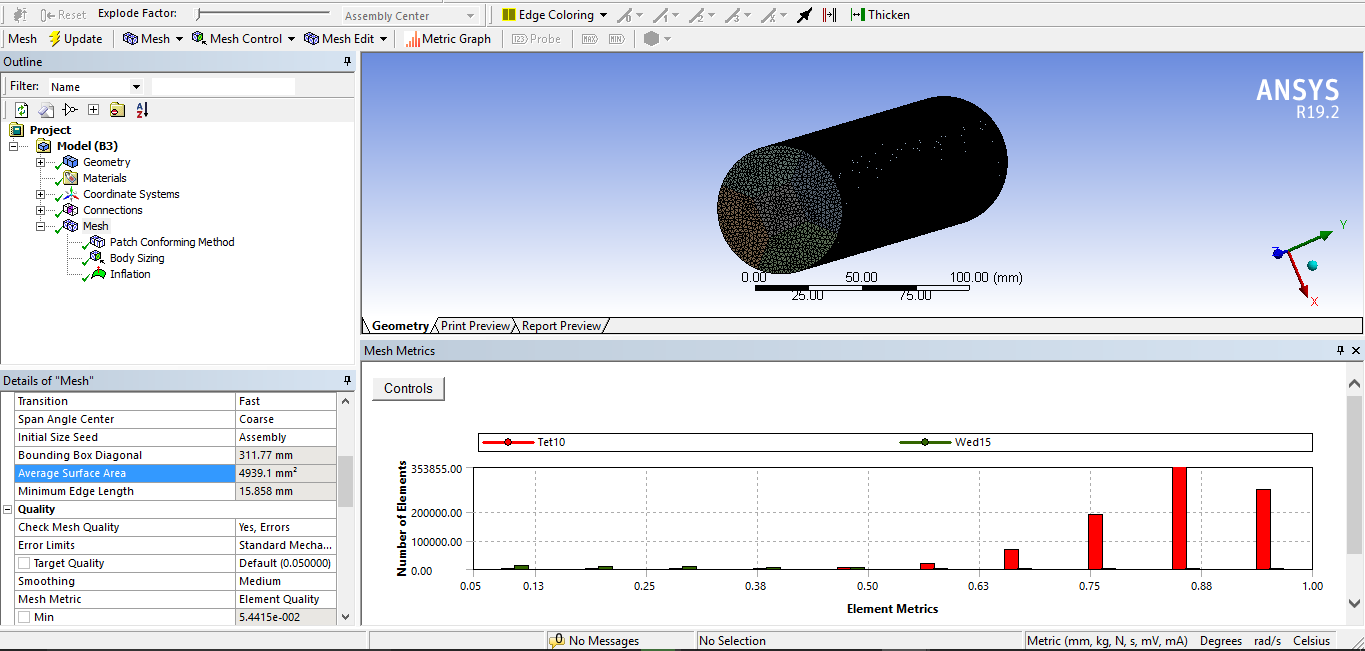 Reset Explode Factor: Assembly Center Edge Coloring Thicken
Mesh Update Mesh Mesh Control Mesh Edit Metric Graph Probe MAX MIN
Outline
Filter: Name
Project
Model (B3)
Geometry
Materials
Coordinate Systems
Connections
Mesh
Patch Conforming Method
Body Sizing
Inflation
ANSYS
R19.2
Y
Z
X
0.00 50.00 100.00 (mm)
25.00 75.00
Geometry Print Preview Report Preview
Details of "Mesh"
Transition Fast
Span Angle Center Coarse
Initial Size Seed Assembly
Bounding Box Diagonal 311.77 mm
Average Surface Area 4939.1 mm²
Minimum Edge Length 15.858 mm
Quality
Check Mesh Quality Yes, Errors
Error Limits Standard Mecha...
Target Quality Default (0.050000)
Smoothing Medium
Mesh Metric Element Quality
Min 5.4415e-002
Mesh Metrics
Controls
Tet10 Wed15
Number of Elements
353855.00
200000.00
100000.00
0.00
0.05 0.13 0.25 0.38 0.50 0.63 0.75 0.88 1.00
Element Metrics
0 No Messages No Selection Metric (mm, kg, N, s, mV, mA) Degrees rad/s Celsius